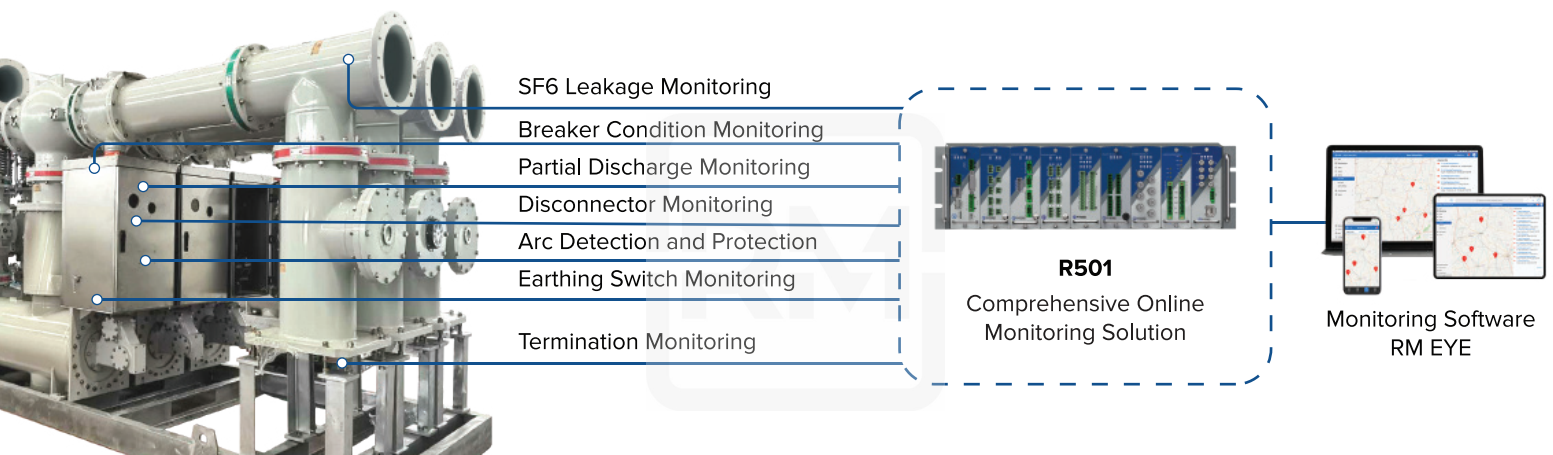 SF6 Leakage Monitoring
Breaker Condition Monitoring
Partial Discharge Monitoring
Disconnector Monitoring
Arc Detection and Protection
Earthing Switch Monitoring
Termination Monitoring
RM
R501
Comprehensive Online
Monitoring Solution
Monitoring Software
RM EYE